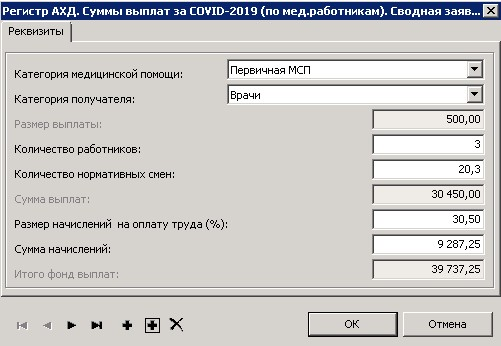 Регистр АХД. Суммы выплат за COVID-2019 (по мед.работникам). Сводная заяв...
Реквизиты
Категория медицинской помощи: Первичная МСП
Категория получателя: Врачи
Размер выплаты: 500,00
Количество работников: 3
Количество нормативных смен: 20,3
Сумма выплат: 30 450,00
Размер начислений на оплату труда (%): 30,50
Сумма начислений: 9 287,25
Итого фонд выплат: 39 737,25
OK Отмена